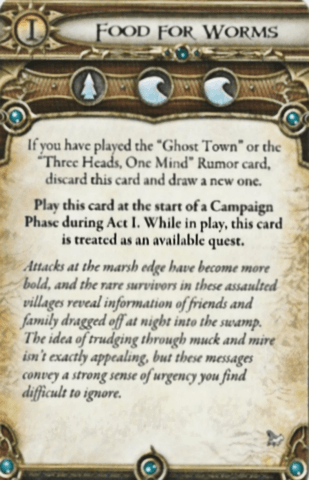 I
FOOD FOR WORMS
If you have played the "Ghost Town" or the
"Three Heads, One Mind" Rumor card,
discard this card and draw a new one.
Play this card at the start of a Campaign
Phase during Act I. While in play, this card
is treated as an available quest.
Attacks at the marsh edge have become more
bold, and the rare survivors in these assaulted
villages reveal information of friends and
family dragged off at night into the swamp.
The idea of trudging through muck and mire
isn't exactly appealing, but these messages
convey a strong sense of urgency you find
difficult to ignore.